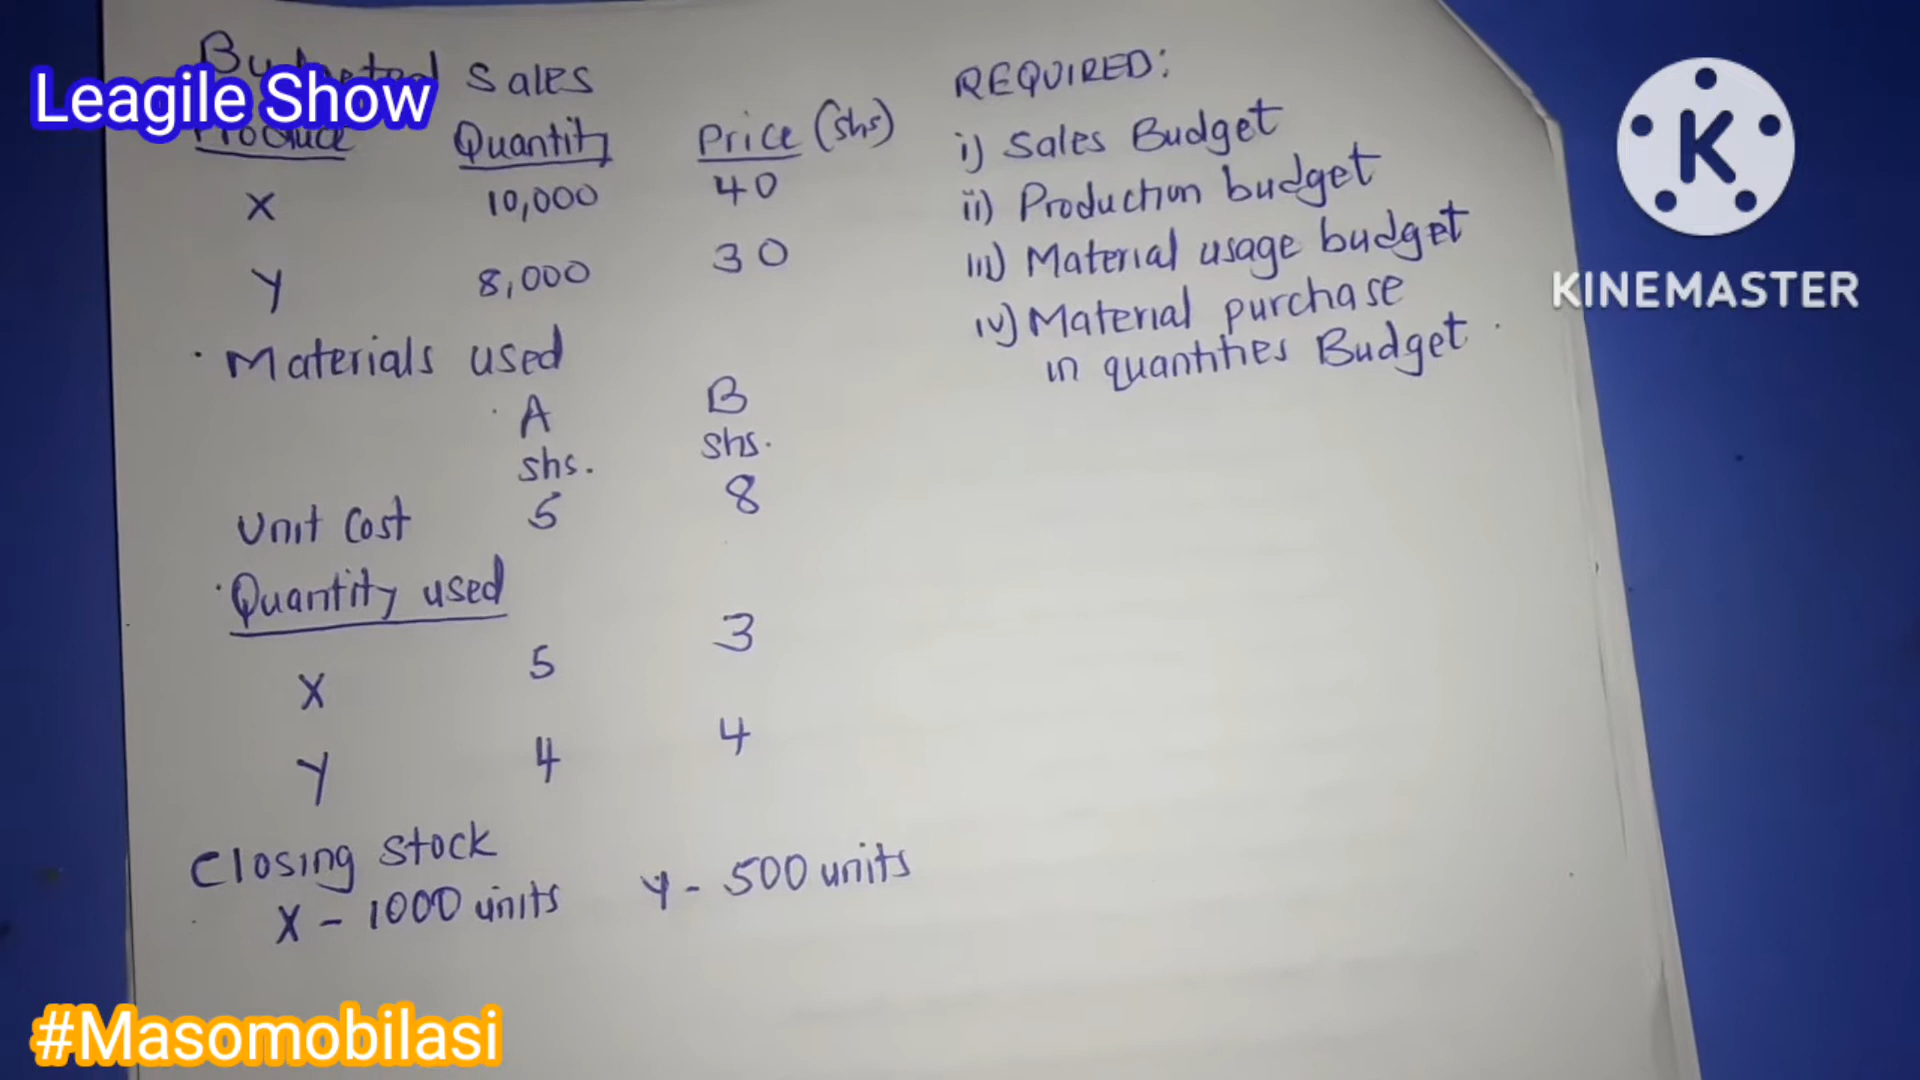 Sales
Leagile Show
Quantity Price (shs)
X 10,000 40
Y 8,000 30
Materials used
A B
shs. shs.
Unit Cost 5 8
Quantity used
X 5 3
Y 4 4
Closing stock
X - 1000 units Y - 500 units
REQUIRED:
i) Sales Budget
ii) Production budget
iii) Material usage budget
iv) Material purchase
in quantities Budget
K
KINEMASTER
#Masomobilasi